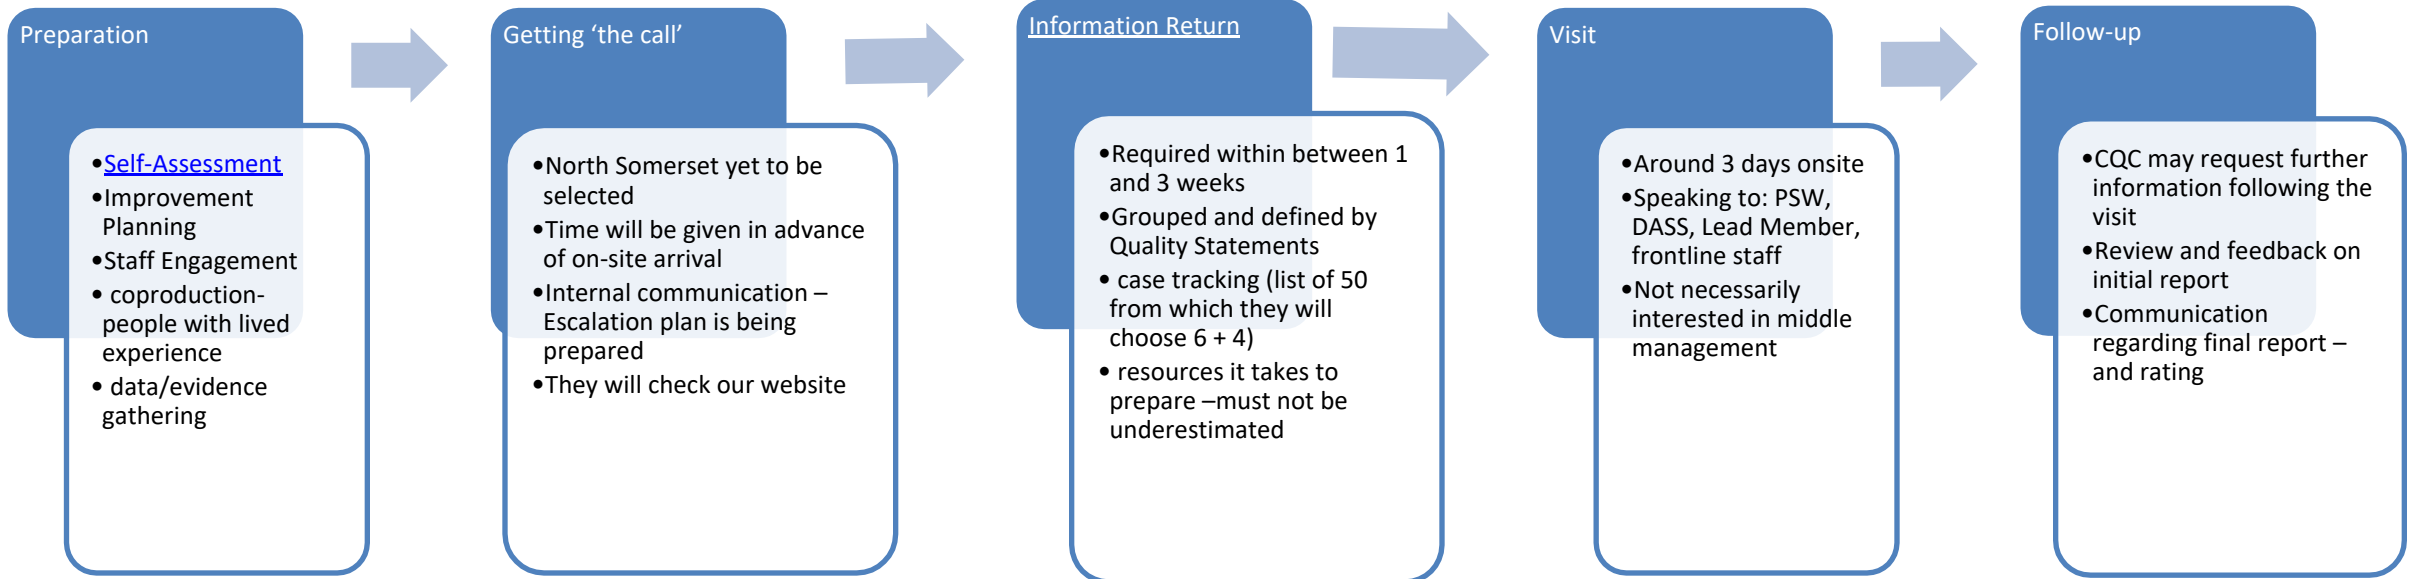 Preparation
•Self-Assessment
•Improvement
Planning
•Staff Engagement
• coproduction-
people with lived
experience
• data/evidence
gathering
Getting ‘the call’
•North Somerset yet to be
selected
•Time will be given in advance
of on-site arrival
•Internal communication –
Escalation plan is being
prepared
•They will check our website
Information Return
•Required within between 1
and 3 weeks
•Grouped and defined by
Quality Statements
• case tracking (list of 50
from which they will
choose 6 + 4)
• resources it takes to
prepare –must not be
underestimated
Visit
•Around 3 days onsite
•Speaking to: PSW,
DASS, Lead Member,
frontline staff
•Not necessarily
interested in middle
management
Follow-up
•CQC may request further
information following the
visit
•Review and feedback on
initial report
•Communication
regarding final report –
and rating